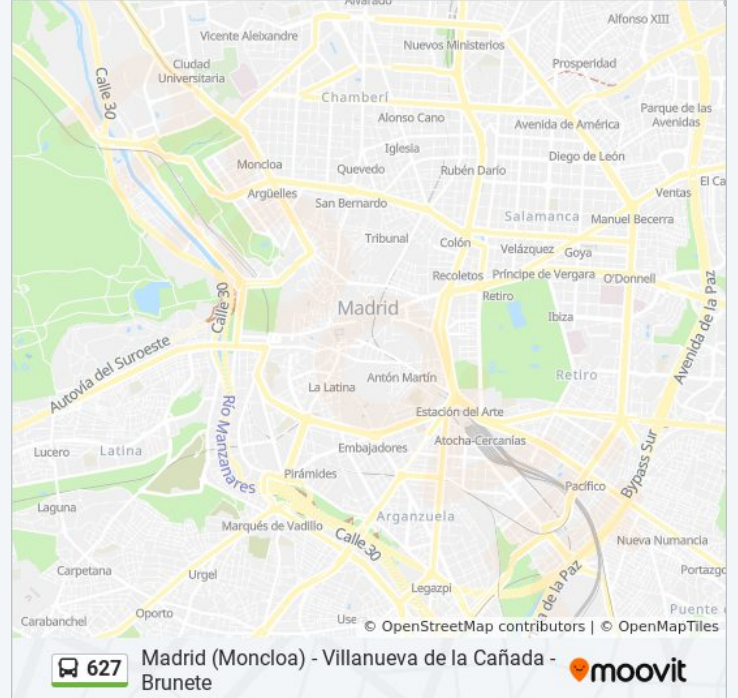 Alvarado
Alfonso XIII
Vicente Aleixandre
Nuevos Ministerios
Ciudad
Universitaria
Prosperidad
Calle 30
Chamberí
Parque de las
Avenidas
Alonso Cano
Avenida de América
Iglesia
Diego de León
Moncloa
Quevedo
Rubén Darío
El Ca
Argüelles
Ventas
San Bernardo
Salamanca
Manuel Becerra
Tribunal
Colón
Velázquez
Goya
Recoletos
Príncipe de Vergara
O'Donnell
Retiro
Calle 30
Madrid
Ibiza
Avenida de la Paz
Autovía del Suroeste
Antón Martín
Retiro
La Latina
Estación del Arte
Río Manzanares
Atocha-Cercanías
Embajadores
Lucero
Latina
Bypass Sur
Pirámides
Pacífico
Laguna
Arganzuela
Marqués de Vadillo
Calle 30
Nueva Numancia
Carpetana
Urgel
Portazgo
Legazpi
a de la Paz
Oporto
Puente
Carabanchel
Use
© OpenStreetMap contributors | © OpenMapTiles
627
Madrid (Moncloa) - Villanueva de la Cañada -
Brunete
moovit